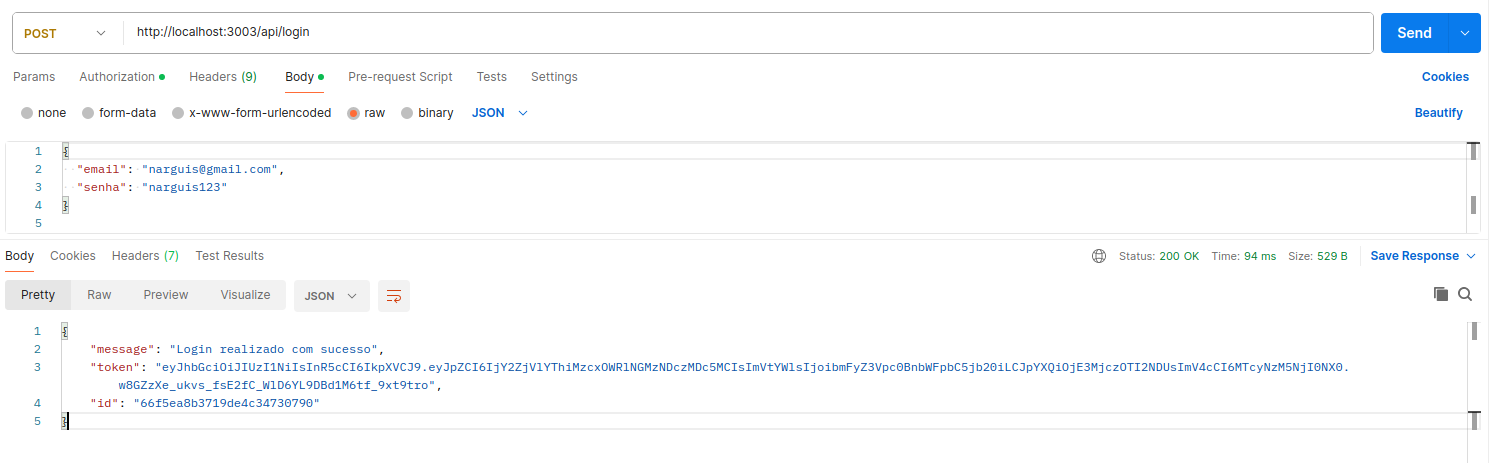 POST
http://localhost:3003/api/login
Send
Params Authorization Headers (9) Body Pre-request Script Tests Settings Cookies
none form-data x-www-form-urlencoded raw binary JSON Beautify
1 {
2 "email": "narguis@gmail.com",
3 "senha": "narguis123"
4 }
5
Body Cookies Headers (7) Test Results Status: 200 OK Time: 94 ms Size: 529 B Save Response
Pretty Raw Preview Visualize JSON
1 {
2 "message": "Login realizado com sucesso",
3 "token": "eyJhbGciOiJIUzI1NiIsInR5cCI6IkpXVCJ9.eyJpZCI6IjY2ZjVlYThiMzcxOWRlNGMzNDczMDc5MCIsImVtYWlsIjoibmFyZ3Vpc0BnbWFpbC5jb20iLCJpYXQiOjE3MjczOTI2NDUsImV4cCI6MTcyNzM5NjI0NX0.
w8GZzXe_ukvs_fsE2fC_WlD6YL9DBd1M6tf_9xt9tro",
4 "id": "66f5ea8b3719de4c34730790"
5 }